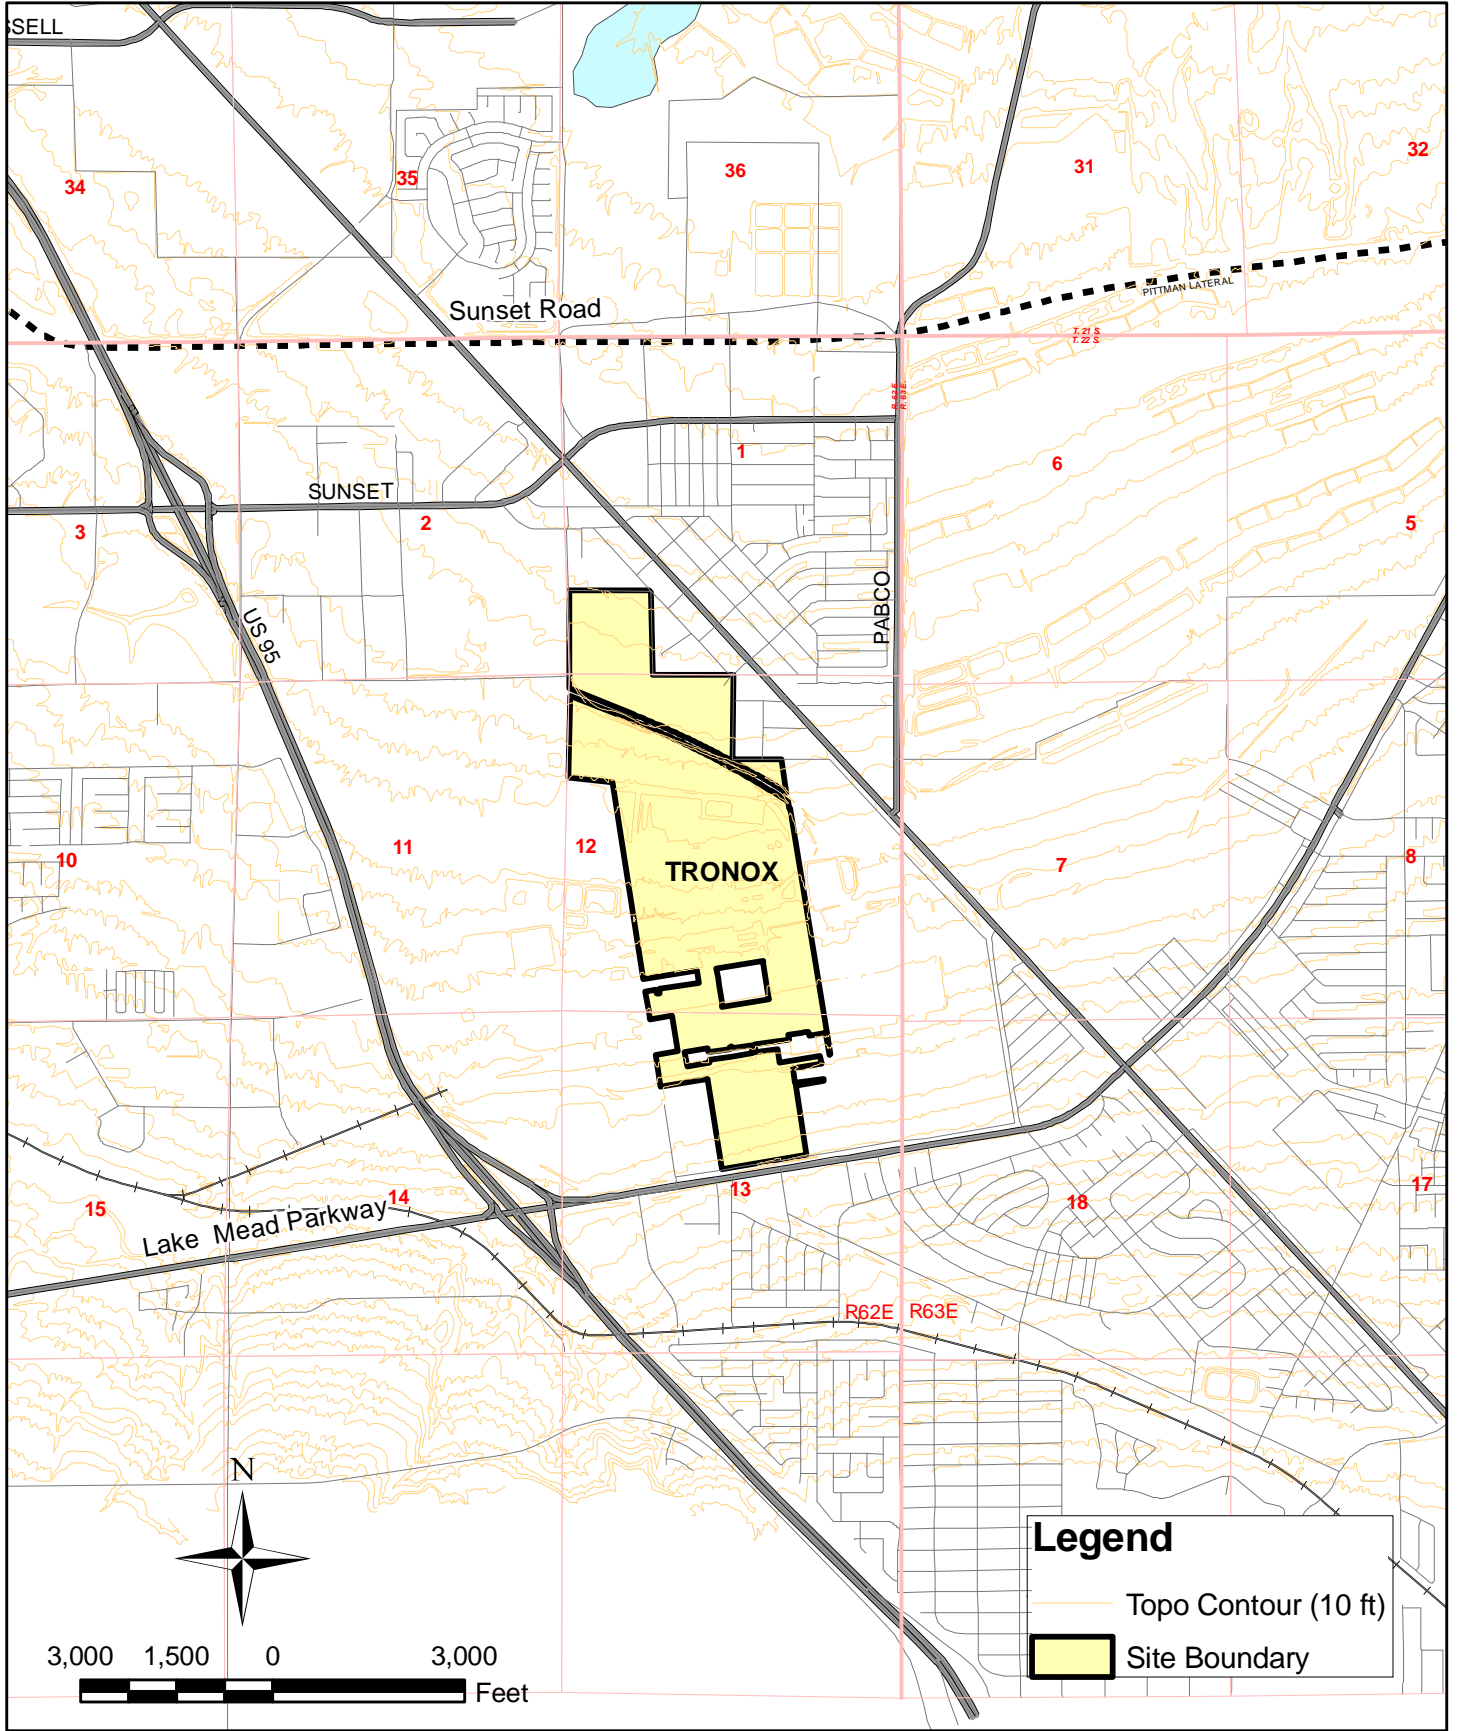 SSELL
32
36
31
35
34
PITTMAN LATERAL
Sunset Road
T. 21 S.
T. 22 S.
R. 62 E.
R. 63 E.
1
6
SUNSET
2
5
3
PABCO
US 95
12
11
10
8
7
TRONOX
17
13
14
18
15
Lake Mead Parkway
R62E R63E
N
Legend
Topo Contour (10 ft)
Site Boundary
3,000 1,500 0 3,000
Feet